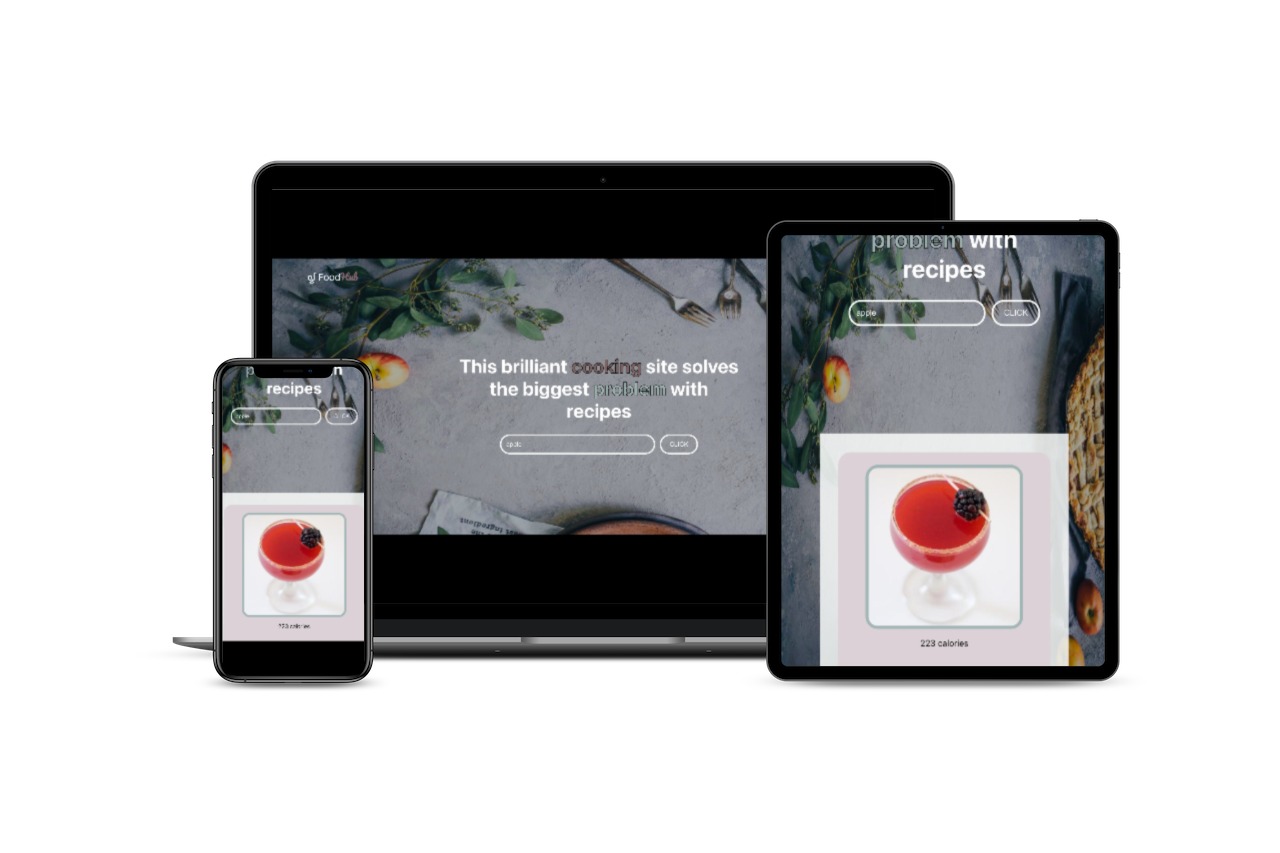 FoodHub
This brilliant cooking site solves
the biggest problem with
recipes
apple CLICK
ingredient
recipes
apple CLICK
223 calories
problem with
recipes
apple CLICK
223 calories